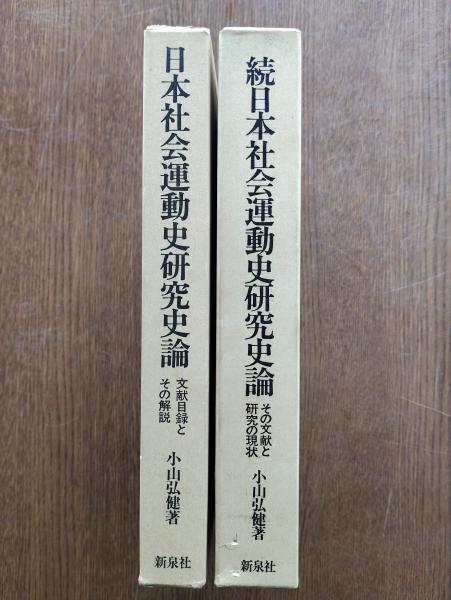 日本社会運動史研究史論
文献目録と
その解説
小山弘健著
新泉社
続日本社会運動史研究史論
その文献と
研究の現状
小山弘健著
新泉社